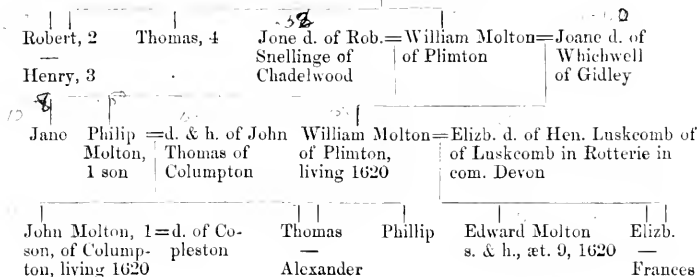 Robert, 2 Thomas, 4 Jone d. of Rob.=William Molton=Joane d. of
— Snellinge of of Plimton Whichwell
Henry, 3 Chadelwood of Gidley
Jane Philip =d. & h. of John William Molton= Elizb. d. of Hen. Luskcomb of
Molton, Thomas of of Plimton, of Luskcomb in Rotterie in
1 son Columpton living 1620 com. Devon
John Molton, 1=d. of Co- Thomas Phillip Edward Molton Elizb.
son, of Colump- pleston — s. & h., æt. 9, 1620 —
ton, living 1620 Alexander Frances